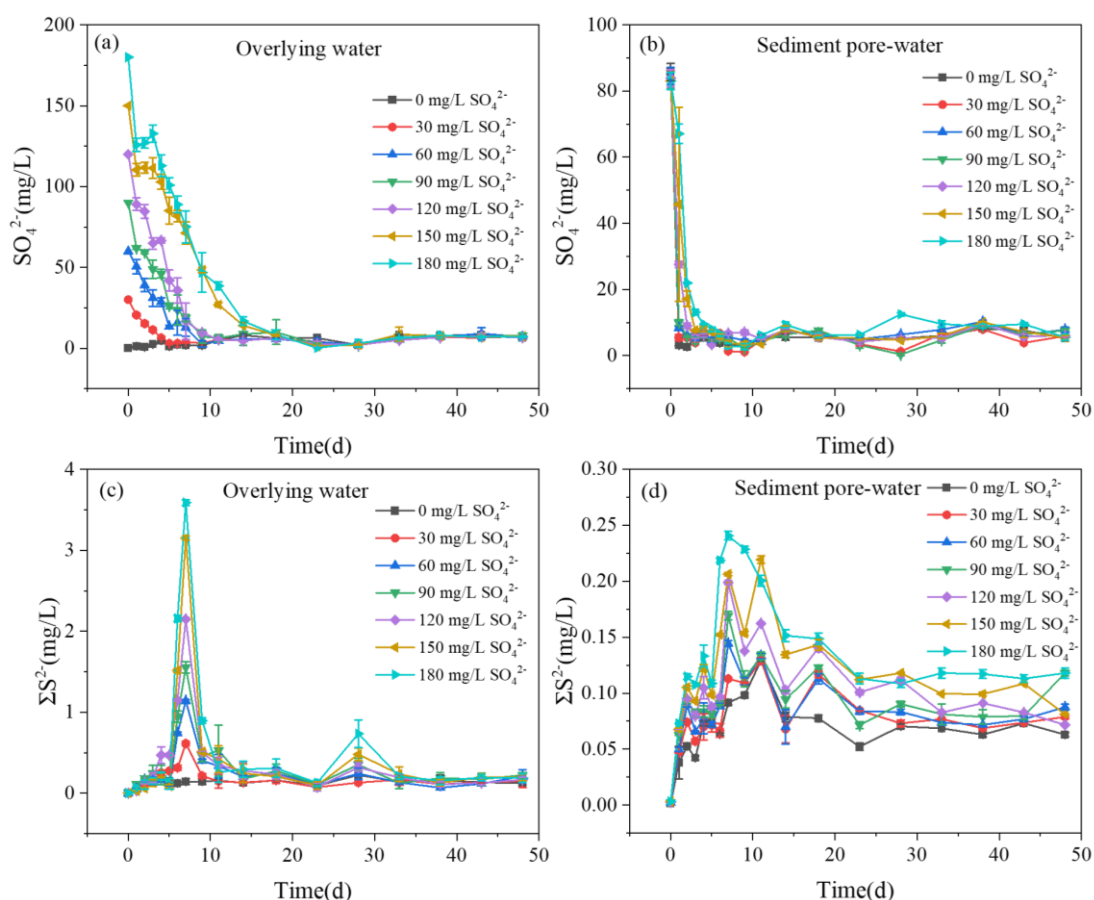 (a)
Overlying water
200
150
100
50
0
SO₄²⁻(mg/L)
0 mg/L SO₄²⁻
30 mg/L SO₄²⁻
60 mg/L SO₄²⁻
90 mg/L SO₄²⁻
120 mg/L SO₄²⁻
150 mg/L SO₄²⁻
180 mg/L SO₄²⁻
0 10 20 30 40 50
Time(d)
(b)
Sediment pore-water
100
80
60
40
20
0
SO₄²⁻(mg/L)
0 mg/L SO₄²⁻
30 mg/L SO₄²⁻
60 mg/L SO₄²⁻
90 mg/L SO₄²⁻
120 mg/L SO₄²⁻
150 mg/L SO₄²⁻
180 mg/L SO₄²⁻
0 10 20 30 40 50
Time(d)
(c)
Overlying water
4
3
2
1
0
ΣS²⁻(mg/L)
0 mg/L SO₄²⁻
30 mg/L SO₄²⁻
60 mg/L SO₄²⁻
90 mg/L SO₄²⁻
120 mg/L SO₄²⁻
150 mg/L SO₄²⁻
180 mg/L SO₄²⁻
0 10 20 30 40 50
Time(d)
(d)
Sediment pore-water
0.30
0.25
0.20
0.15
0.10
0.05
0.00
ΣS²⁻(mg/L)
0 mg/L SO₄²⁻
30 mg/L SO₄²⁻
60 mg/L SO₄²⁻
90 mg/L SO₄²⁻
120 mg/L SO₄²⁻
150 mg/L SO₄²⁻
180 mg/L SO₄²⁻
0 10 20 30 40 50
Time(d)